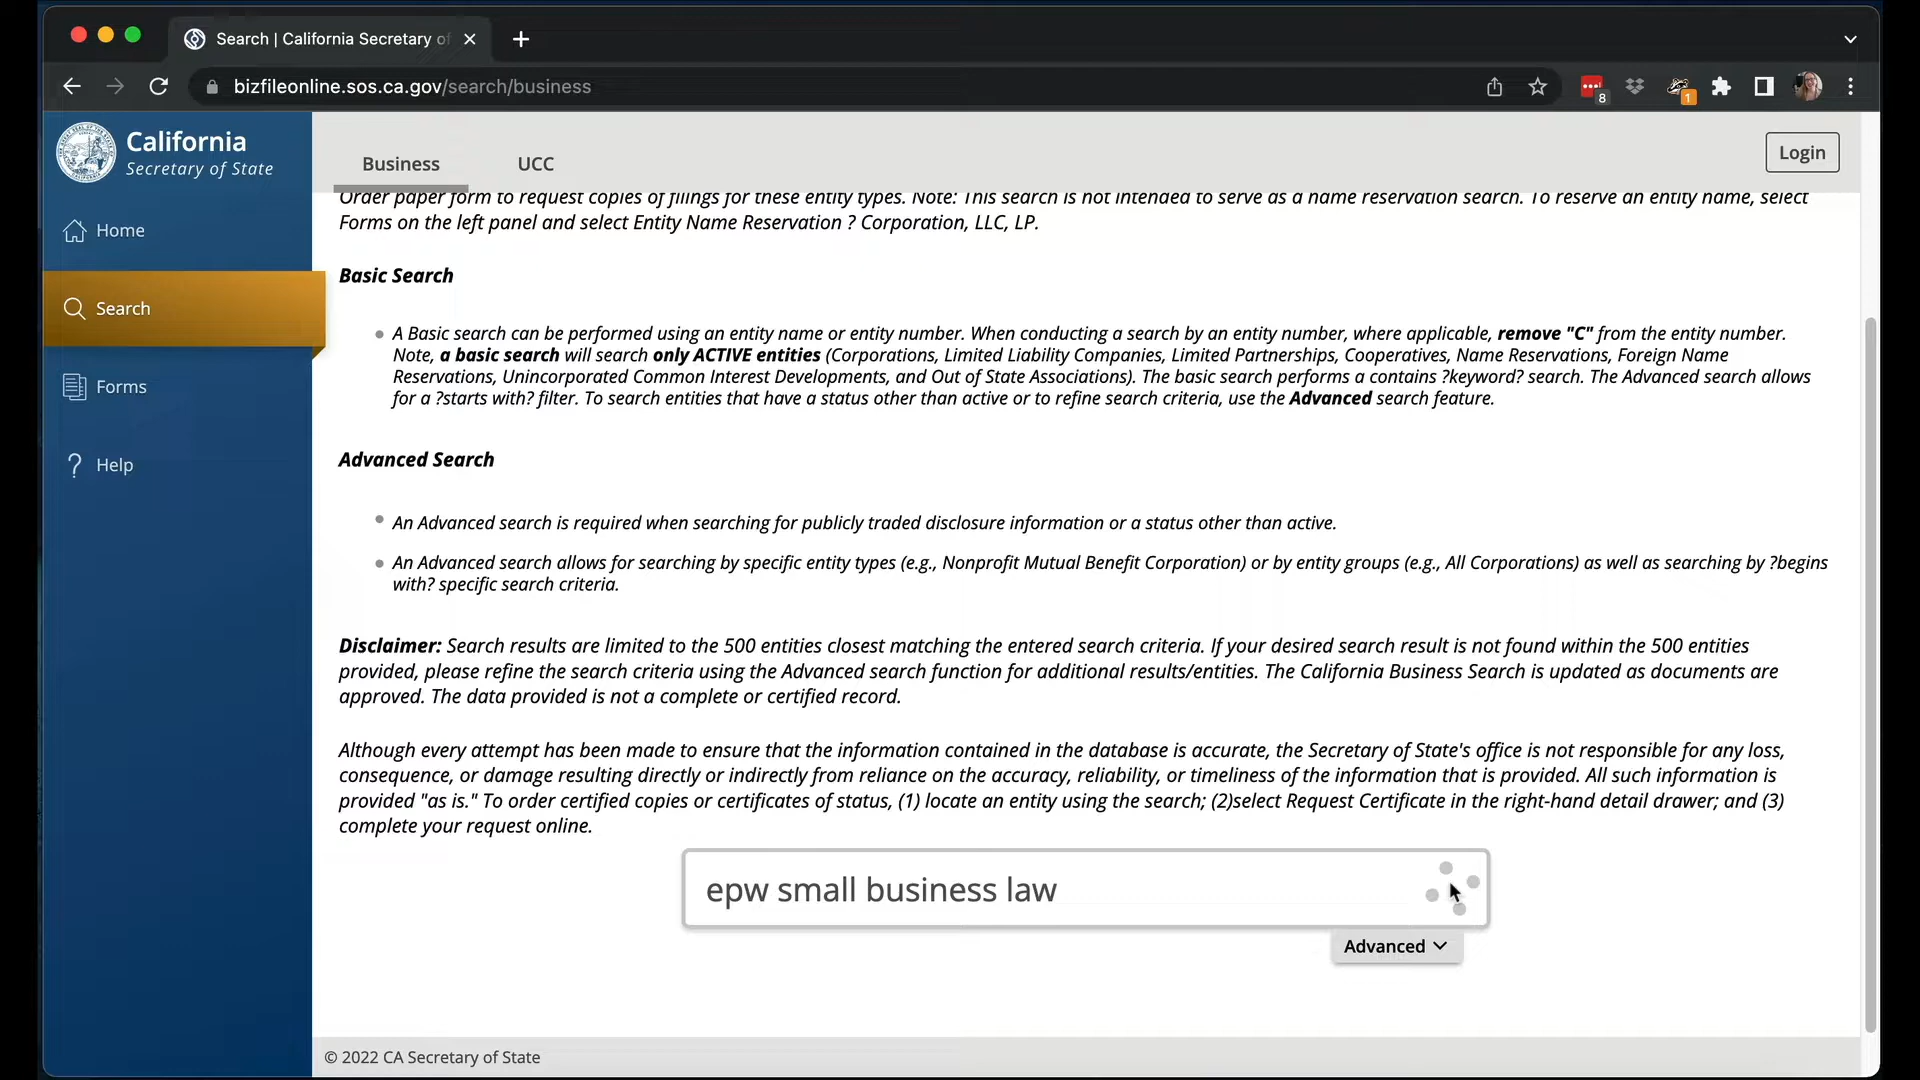 Search | California Secretary of
bizfileonline.sos.ca.gov/search/business
8
1
California
Secretary of State
Business
UCC
Login
Home
Search
Forms
Help
Order paper form to request copies of filings for these entity types. Note: This search is not intended to serve as a name reservation search. To reserve an entity name, select
Forms on the left panel and select Entity Name Reservation ? Corporation, LLC, LP.
Basic Search
A Basic search can be performed using an entity name or entity number. When conducting a search by an entity number, where applicable, remove "C" from the entity number.
Note, a basic search will search only ACTIVE entities (Corporations, Limited Liability Companies, Limited Partnerships, Cooperatives, Name Reservations, Foreign Name
Reservations, Unincorporated Common Interest Developments, and Out of State Associations). The basic search performs a contains ?keyword? search. The Advanced search allows
for a ?starts with? filter. To search entities that have a status other than active or to refine search criteria, use the Advanced search feature.
Advanced Search
An Advanced search is required when searching for publicly traded disclosure information or a status other than active.
An Advanced search allows for searching by specific entity types (e.g., Nonprofit Mutual Benefit Corporation) or by entity groups (e.g., All Corporations) as well as searching by ?begins
with? specific search criteria.
Disclaimer: Search results are limited to the 500 entities closest matching the entered search criteria. If your desired search result is not found within the 500 entities
provided, please refine the search criteria using the Advanced search function for additional results/entities. The California Business Search is updated as documents are
approved. The data provided is not a complete or certified record.
Although every attempt has been made to ensure that the information contained in the database is accurate, the Secretary of State's office is not responsible for any loss,
consequence, or damage resulting directly or indirectly from reliance on the accuracy, reliability, or timeliness of the information that is provided. All such information is
provided "as is." To order certified copies or certificates of status, (1) locate an entity using the search; (2)select Request Certificate in the right-hand detail drawer; and (3)
complete your request online.
epw small business law
Advanced
© 2022 CA Secretary of State